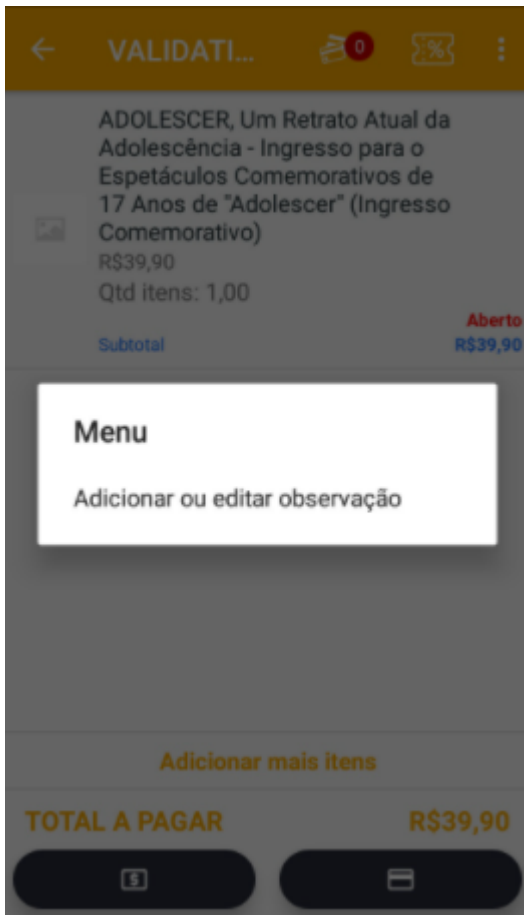 VALIDATI...
0
%
ADOLESCER, Um Retrato Atual da
Adolescência - Ingresso para o
Espetáculos Comemorativos de
17 Anos de "Adolescer" (Ingresso
Comemorativo)
R$39,90
Qtd itens: 1,00
Aberto
Subtotal R$39,90
Menu
Adicionar ou editar observação
Adicionar mais itens
TOTAL A PAGAR R$39,90
$